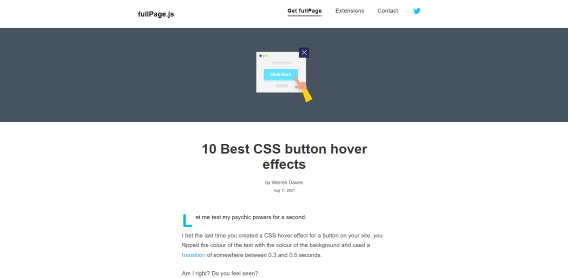 fullPage.js
Get fullPage Extensions Contact
Click Here
10 Best CSS button hover
effects
by Warren Davies
Aug 11, 2021
Let me test my psychic powers for a second.
I bet the last time you created a CSS hover effect for a button on your site, you
flipped the colour of the text with the colour of the background and used a
transition of somewhere between 0.3 and 0.5 seconds.
Am I right? Do you feel seen?